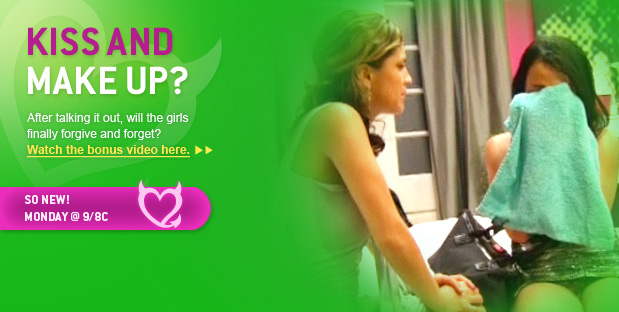 KISS AND
MAKE UP?
After talking it out, will the girls
finally forgive and forget?
Watch the bonus video here.
SO NEW!
MONDAY @ 9/8C